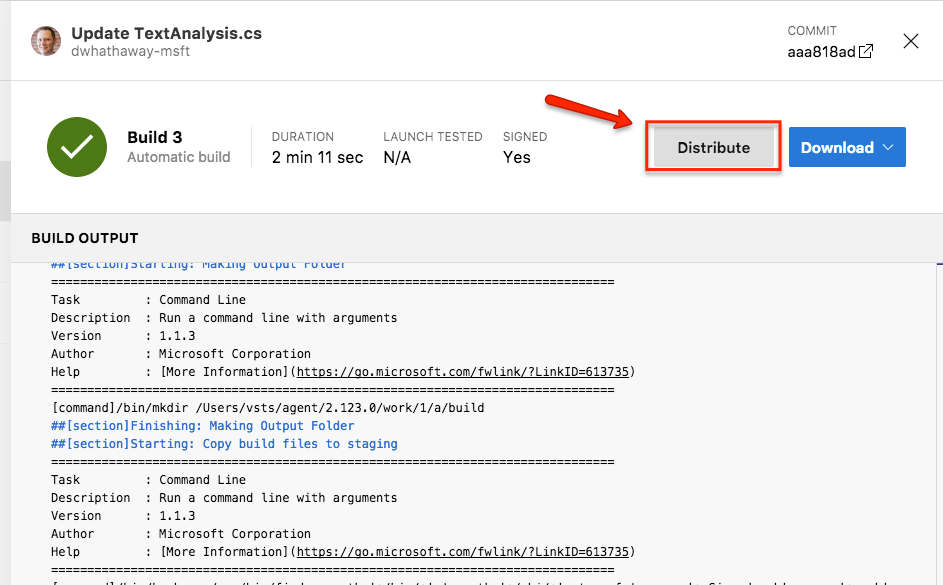 Update TextAnalysis.cs
dwhathaway-msft
COMMIT
aaa818ad
Build 3
Automatic build
DURATION
2 min 11 sec
LAUNCH TESTED
N/A
SIGNED
Yes
Distribute
Download
BUILD OUTPUT
##[section]Starting: Making Output Folder
==============================================================================
Task         : Command Line
Description  : Run a command line with arguments
Version      : 1.1.3
Author       : Microsoft Corporation
Help         : [More Information](https://go.microsoft.com/fwlink/?LinkID=613735)
==============================================================================
[command]/bin/mkdir /Users/vsts/agent/2.123.0/work/1/a/build
##[section]Finishing: Making Output Folder
##[section]Starting: Copy build files to staging
==============================================================================
Task         : Command Line
Description  : Run a command line with arguments
Version      : 1.1.3
Author       : Microsoft Corporation
Help         : [More Information](https://go.microsoft.com/fwlink/?LinkID=613735)
==============================================================================